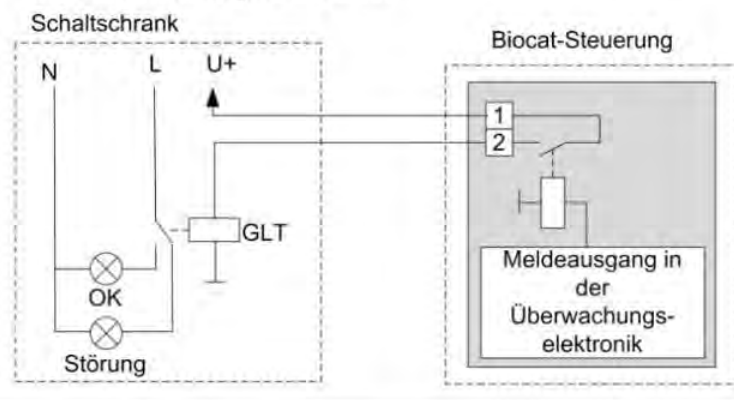 Schaltschrank
N L U+
GLT
OK
Störung
Biocat-Steuerung
1
2
Meldeausgang in
der
Überwachungs-
elektronik